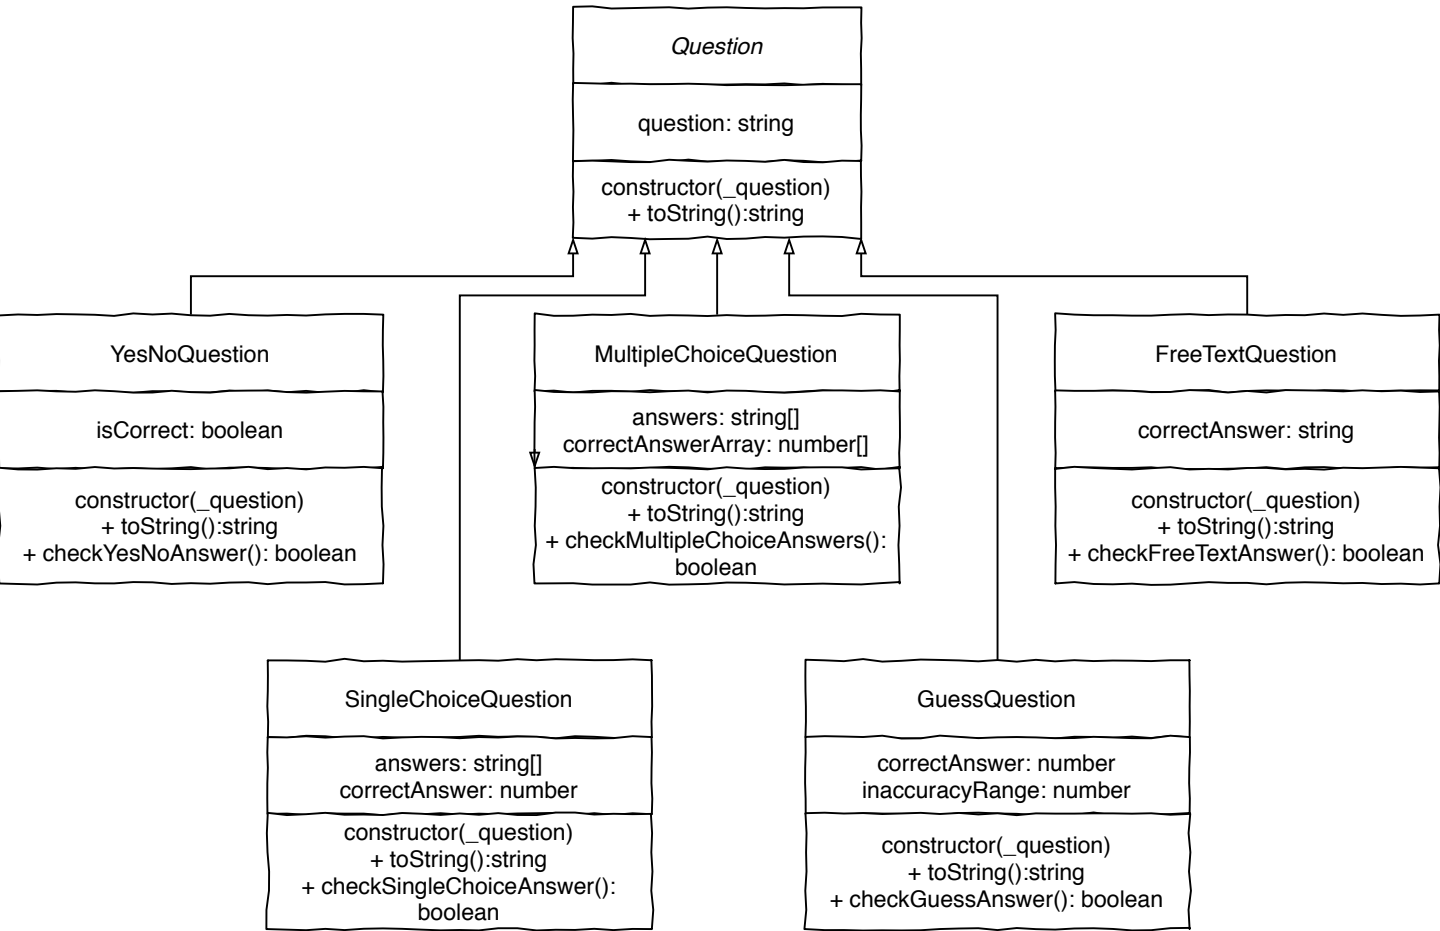 Question
question: string
constructor(_question)
+ toString():string
YesNoQuestion
isCorrect: boolean
constructor(_question)
+ toString():string
+ checkYesNoAnswer(): boolean
MultipleChoiceQuestion
answers: string[]
correctAnswerArray: number[]
constructor(_question)
+ toString():string
+ checkMultipleChoiceAnswers():
boolean
FreeTextQuestion
correctAnswer: string
constructor(_question)
+ toString():string
+ checkFreeTextAnswer(): boolean
SingleChoiceQuestion
answers: string[]
correctAnswer: number
constructor(_question)
+ toString():string
+ checkSingleChoiceAnswer():
boolean
GuessQuestion
correctAnswer: number
inaccuracyRange: number
constructor(_question)
+ toString():string
+ checkGuessAnswer(): boolean